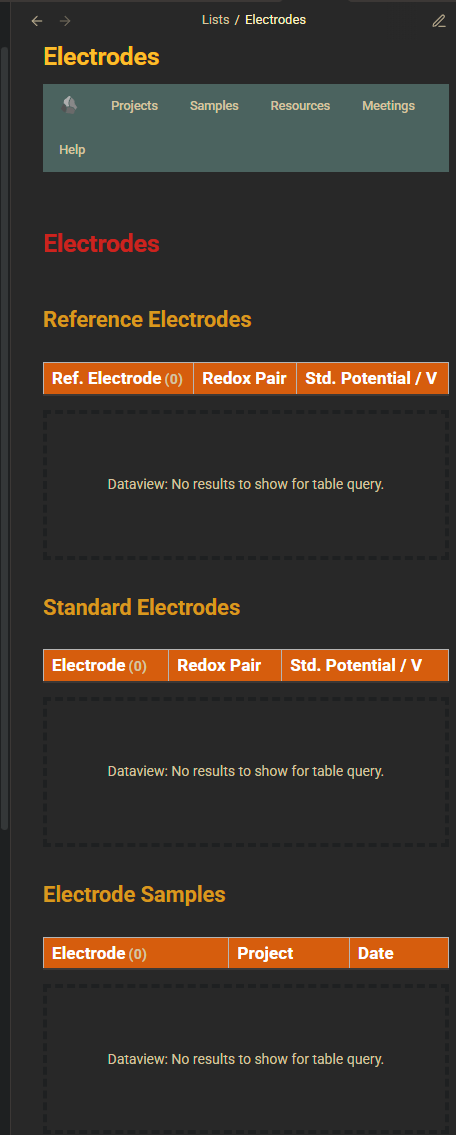 Lists / Electrodes
Electrodes
Projects Samples Resources Meetings
Help
Electrodes
Reference Electrodes
Ref. Electrode (0) Redox Pair Std. Potential / V
Dataview: No results to show for table query.
Standard Electrodes
Electrode (0) Redox Pair Std. Potential / V
Dataview: No results to show for table query.
Electrode Samples
Electrode (0) Project Date
Dataview: No results to show for table query.